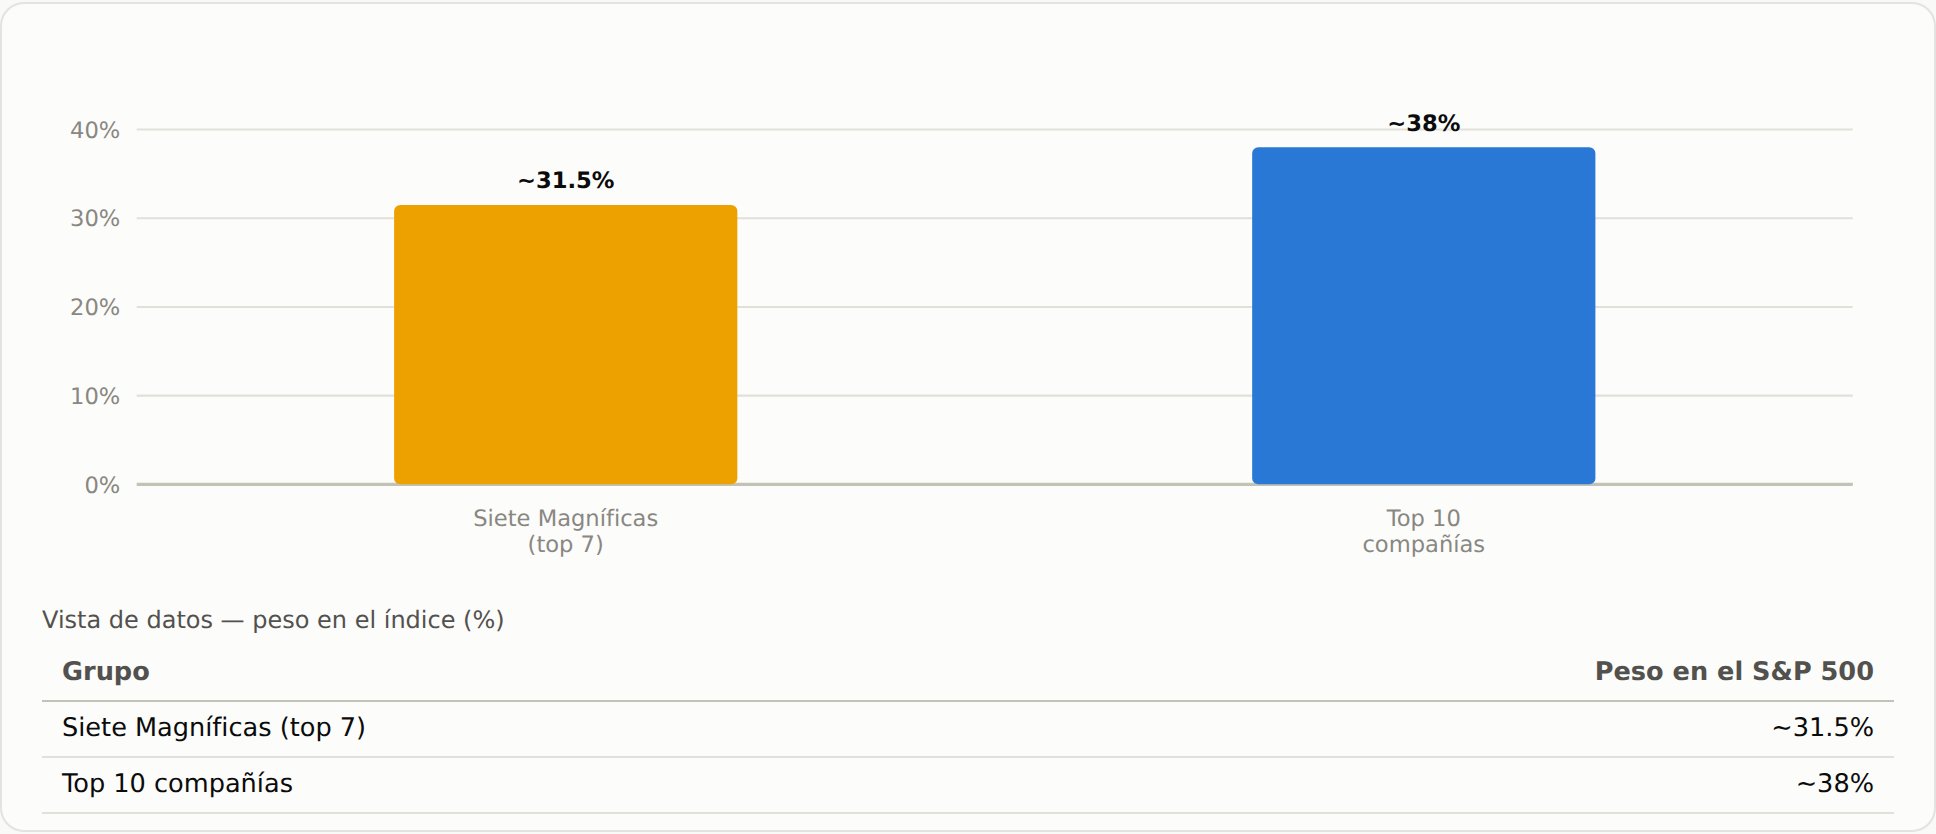 40%
30%
20%
10%
0%
~31.5%
~38%
Siete Magníficas
(top 7)
Top 10
compañías
Vista de datos — peso en el índice (%)
Grupo Peso en el S&P 500
Siete Magníficas (top 7) ~31.5%
Top 10 compañías ~38%